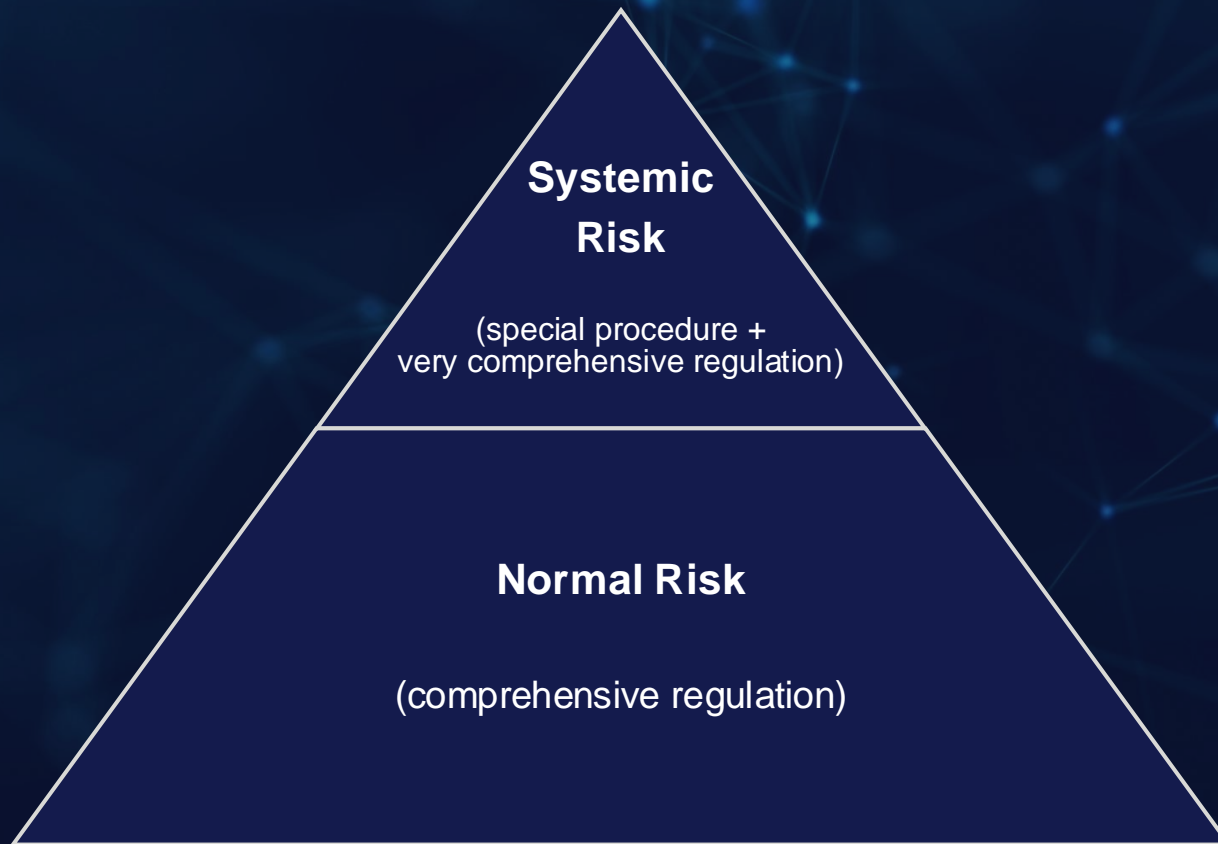 Systemic
Risk
(special procedure +
very comprehensive regulation)
Normal Risk
(comprehensive regulation)